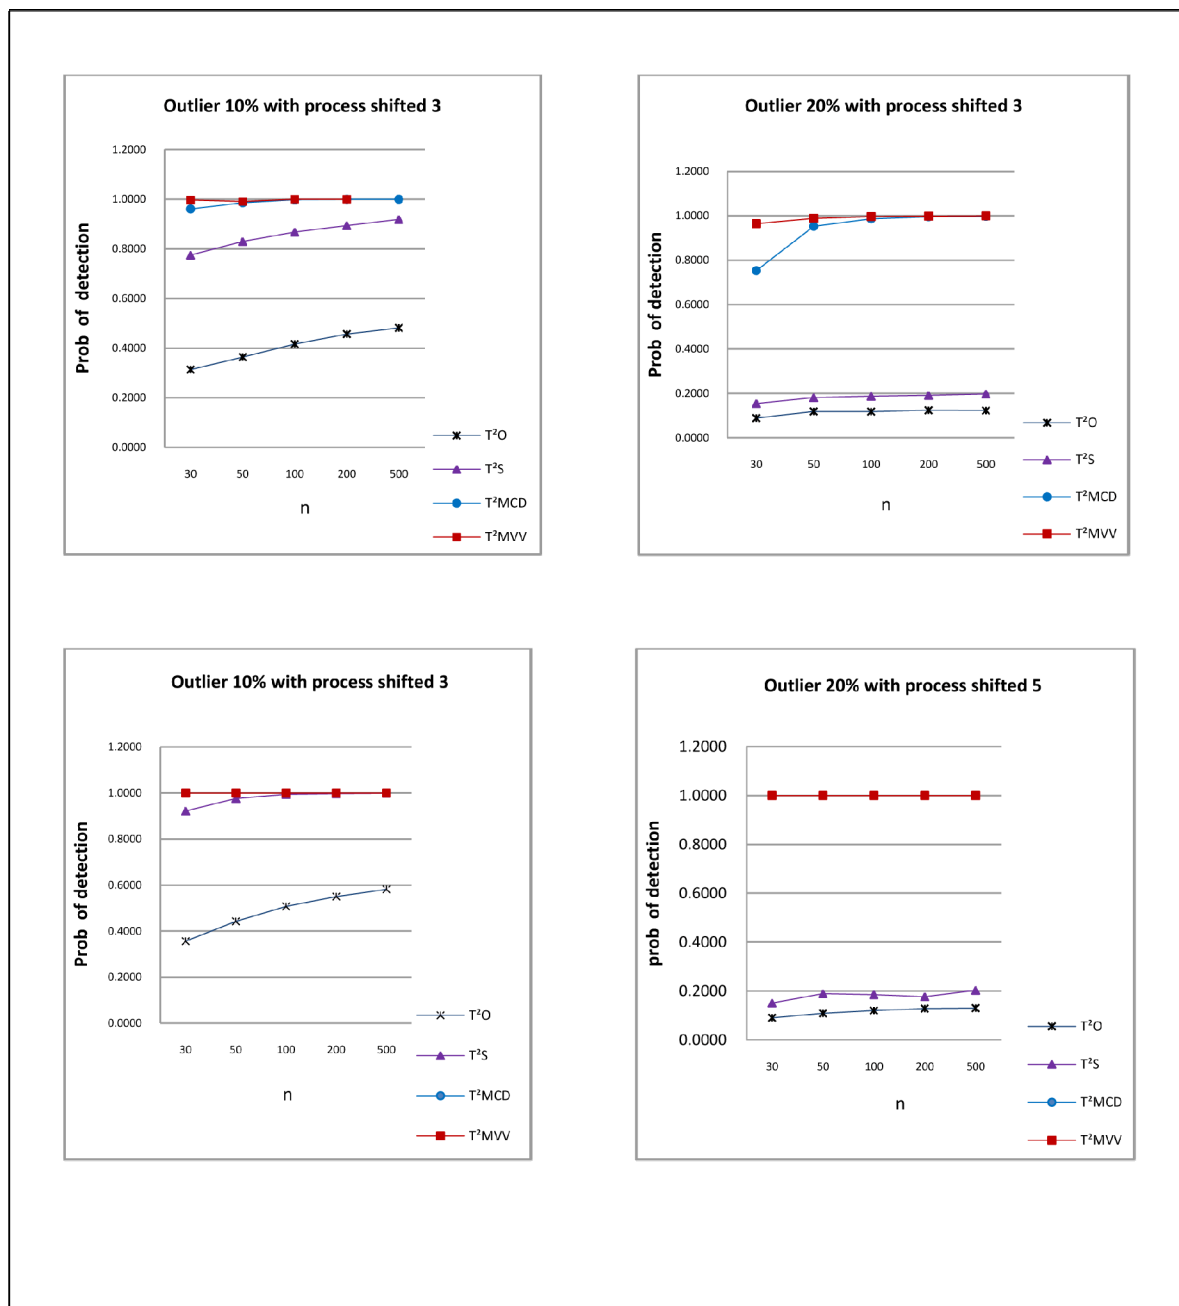 Outlier 10% with process shifted 3
1.2000
1.0000
0.8000
0.6000
0.4000
0.2000
0.0000
Prob of detection
30 50 100 200 500
n
T²O
T²S
T²MCD
T²MVV
Outlier 20% with process shifted 3
1.2000
1.0000
0.8000
0.6000
0.4000
0.2000
0.0000
Prob of detection
30 50 100 200 500
n
T²O
T²S
T²MCD
T²MVV
Outlier 10% with process shifted 3
1.2000
1.0000
0.8000
0.6000
0.4000
0.2000
0.0000
Prob of detection
30 50 100 200 500
n
T²O
T²S
T²MCD
T²MVV
Outlier 20% with process shifted 5
1.2000
1.0000
0.8000
0.6000
0.4000
0.2000
0.0000
prob of detection
30 50 100 200 500
n
T²O
T²S
T²MCD
T²MVV